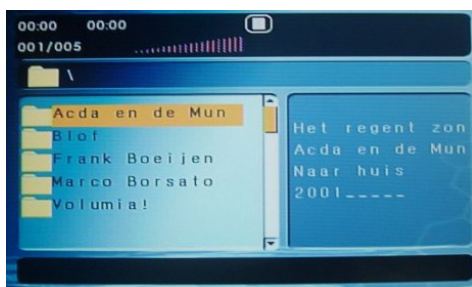 00:00 00:00
001/005
\
Acda en de Mun
Blof
Frank Boeijen
Marco Borsato
Volumia!
Het regent zon
Acda en de Mun
Naar huis
2001_____